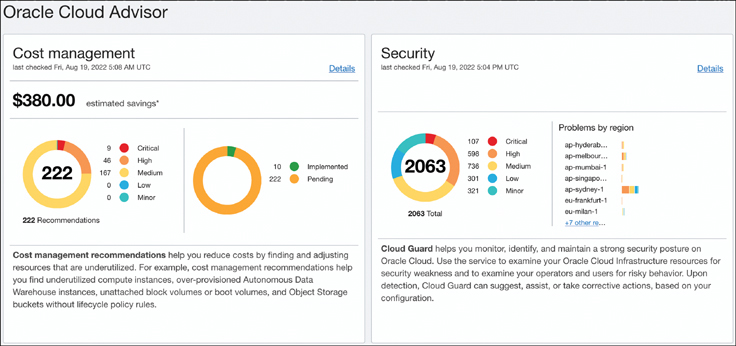 Oracle Cloud Advisor
Cost management
last checked Fri, Aug 19, 2022 5:08 AM UTC
Details
$380.00 estimated savings*
222
9 Critical
46 High
167 Medium
0 Low
0 Minor
222 Recommendations
10 Implemented
222 Pending
Cost management recommendations help you reduce costs by finding and adjusting
resources that are underutilized. For example, cost management recommendations help
you find underutilized compute instances, over-provisioned Autonomous Data
Warehouse instances, unattached block volumes or boot volumes, and Object Storage
buckets without lifecycle policy rules.
Security
last checked Fri, Aug 19, 2022 5:04 PM UTC
Details
2063
107 Critical
598 High
736 Medium
301 Low
321 Minor
2063 Total
Problems by region
ap-hyderab...
ap-melbour...
ap-mumbai-1
ap-singapo...
ap-sydney-1
eu-frankfurt-1
eu-milan-1
+7 other re...
Cloud Guard helps you monitor, identify, and maintain a strong security posture on
Oracle Cloud. Use the service to examine your Oracle Cloud Infrastructure resources for
security weakness and to examine your operators and users for risky behavior. Upon
detection, Cloud Guard can suggest, assist, or take corrective actions, based on your
configuration.